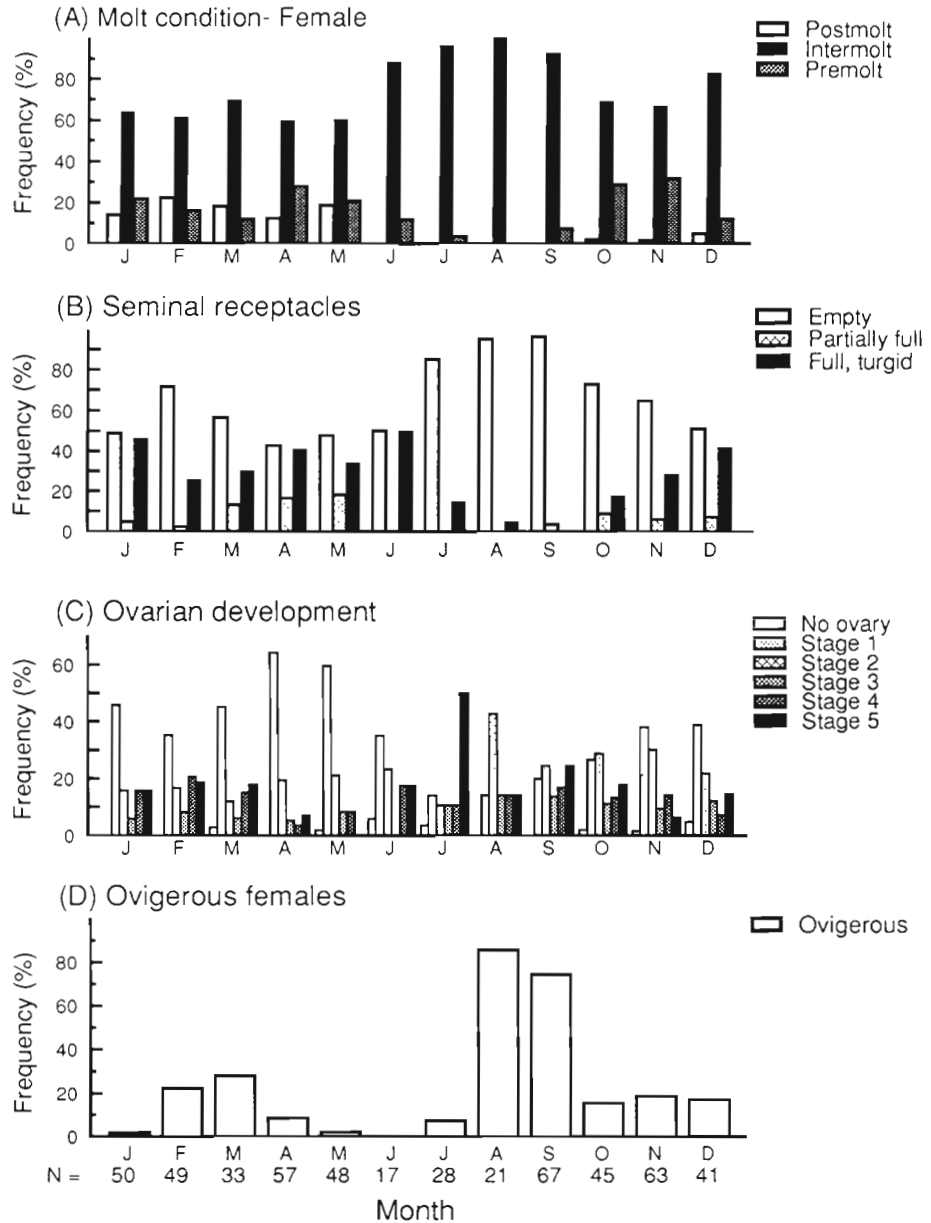 (A) Molt condition- Female
Postmolt
Intermolt
Premolt
Frequency (%)
80
60
40
20
0
J F M A M J J A S O N D
(B) Seminal receptacles
Empty
Partially full
Full, turgid
Frequency (%)
80
60
40
20
0
J F M A M J J A S O N D
(C) Ovarian development
No ovary
Stage 1
Stage 2
Stage 3
Stage 4
Stage 5
Frequency (%)
60
40
20
0
J F M A M J J A S O N D
(D) Ovigerous females
Ovigerous
Frequency (%)
80
60
40
20
0
J F M A M J J A S O N D
N = 50 49 33 57 48 17 28 21 67 45 63 41
Month